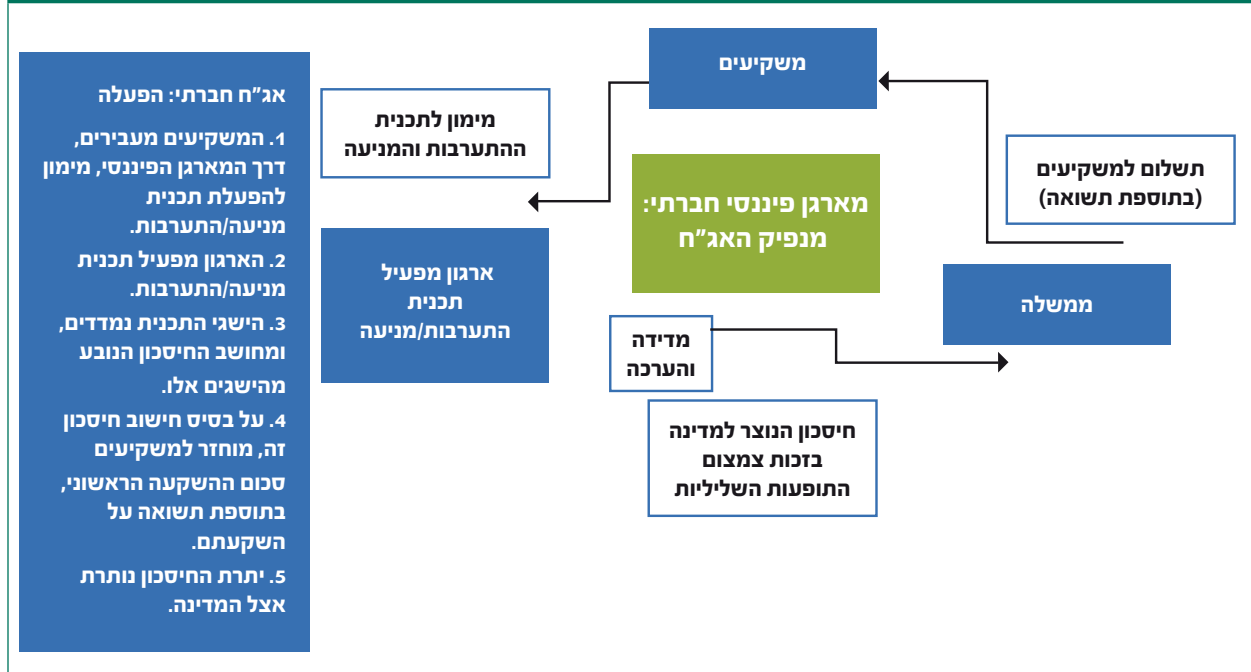 אג"ח חברתי: הפעלה
1. המשקיעים מעבירים,
דרך המארגן הפיננסי, מימון
להפעלת תכנית
מניעה/התערבות.
2. הארגון מפעיל תכנית
מניעה/התערבות.
3. הישגי התכנית נמדדים,
ומחושב החיסכון הנובע
מהישגים אלו.
4. על בסיס חישוב חיסכון
זה, מוחזר למשקיעים
סכום ההשקעה הראשוני,
בתוספת תשואה על
השקעתם.
5. יתרת החיסכון נותרת
אצל המדינה.
משקיעים
מימון לתכנית
ההתערבות והמניעה
תשלום למשקיעים
(בתוספת תשואה)
מארגן פיננסי חברתי:
מנפיק האג"ח
ארגון מפעיל
תכנית
התערבות/מניעה
ממשלה
מדידה
והערכה
חיסכון הנוצר למדינה
בזכות צמצום
התופעות השליליות